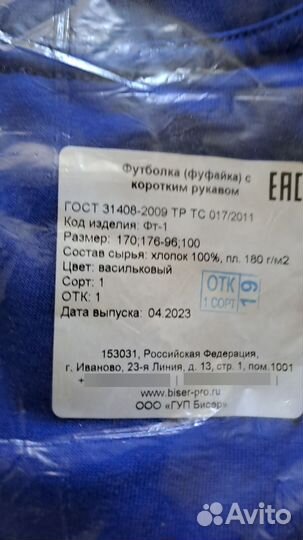 Футболка (фуфайка) с
коротким рукавом
EAC
ГОСТ 31408-2009 ТР ТС 017/2011
Код изделия: Фт-1
Размер: 170;176-96;100
Состав сырья: хлопок 100%, пл. 180 г/м2
Цвет: васильковый
Сорт: 1
ОТК: 1
ОТК
1 СОРТ
19
Дата выпуска: 04.2023
153031, Российская Федерация,
г. Иваново, 23-я Линия, д. 13, стр. 1, пом.1001
+
www.biser-pro.ru
ООО «ГУП Бисер»
Avito